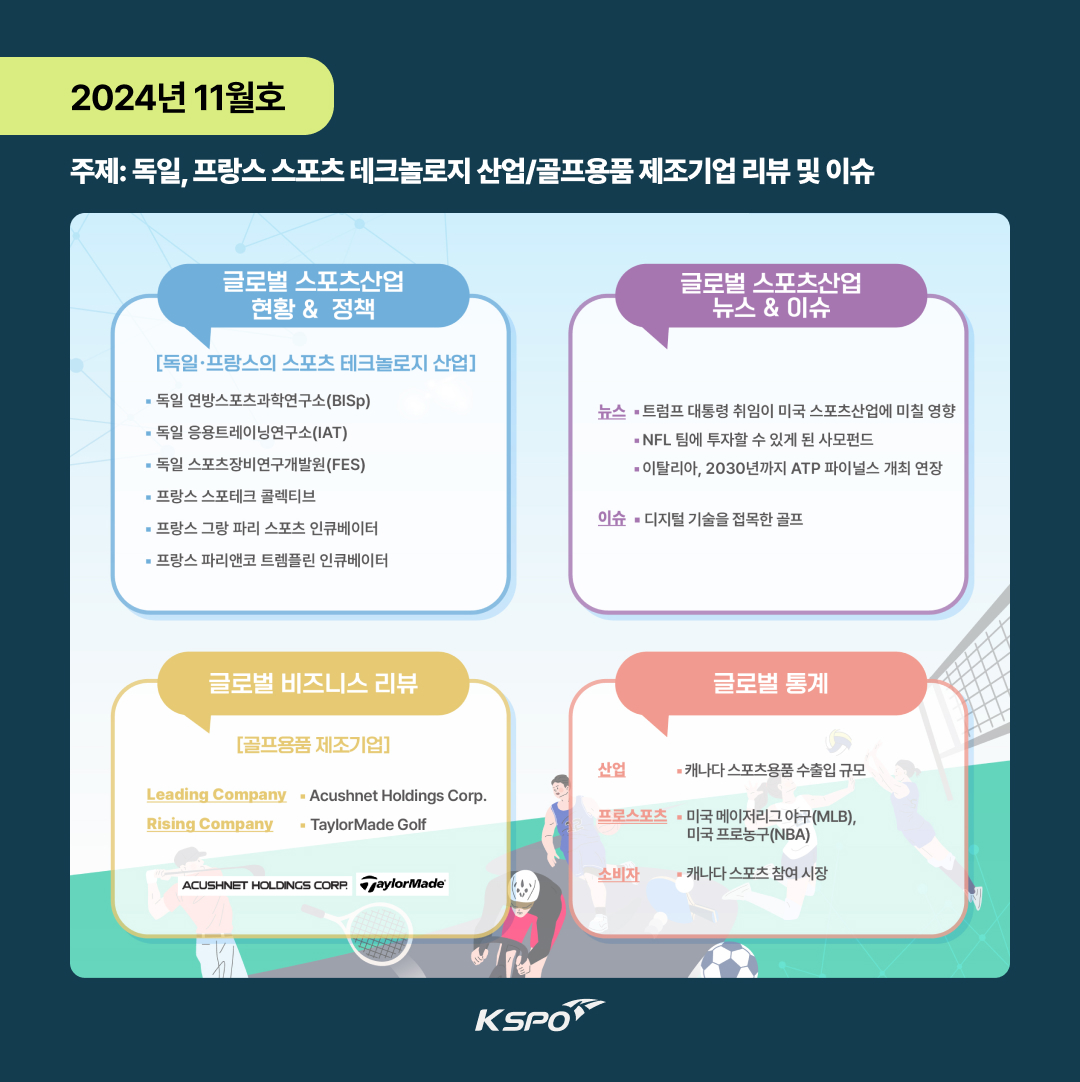 2024년 11월호
주제: 독일, 프랑스 스포츠 테크놀로지 산업/골프용품 제조기업 리뷰 및 이슈
글로벌 스포츠산업
현황 & 정책
[독일·프랑스의 스포츠 테크놀로지 산업]
▪ 독일 연방스포츠과학연구소(BISp)
▪ 독일 응용트레이닝연구소(IAT)
▪ 독일 스포츠장비연구개발원(FES)
▪ 프랑스 스포테크 콜렉티브
▪ 프랑스 그랑 파리 스포츠 인큐베이터
▪ 프랑스 파리앤코 트렘플린 인큐베이터
글로벌 스포츠산업
뉴스 & 이슈
뉴스 ▪ 트럼프 대통령 취임이 미국 스포츠산업에 미칠 영향
▪ NFL 팀에 투자할 수 있게 된 사모펀드
▪ 이탈리아, 2030년까지 ATP 파이널스 개최 연장
이슈 ▪ 디지털 기술을 접목한 골프
글로벌 비즈니스 리뷰
[골프용품 제조기업]
Leading Company ▪ Acushnet Holdings Corp.
Rising Company ▪ TaylorMade Golf
ACUSHNET HOLDINGS CORP. TaylorMade
글로벌 통계
산업 ▪ 캐나다 스포츠용품 수출입 규모
프로스포츠 ▪ 미국 메이저리그 야구(MLB),
미국 프로농구(NBA)
소비자 ▪ 캐나다 스포츠 참여 시장
KSPO